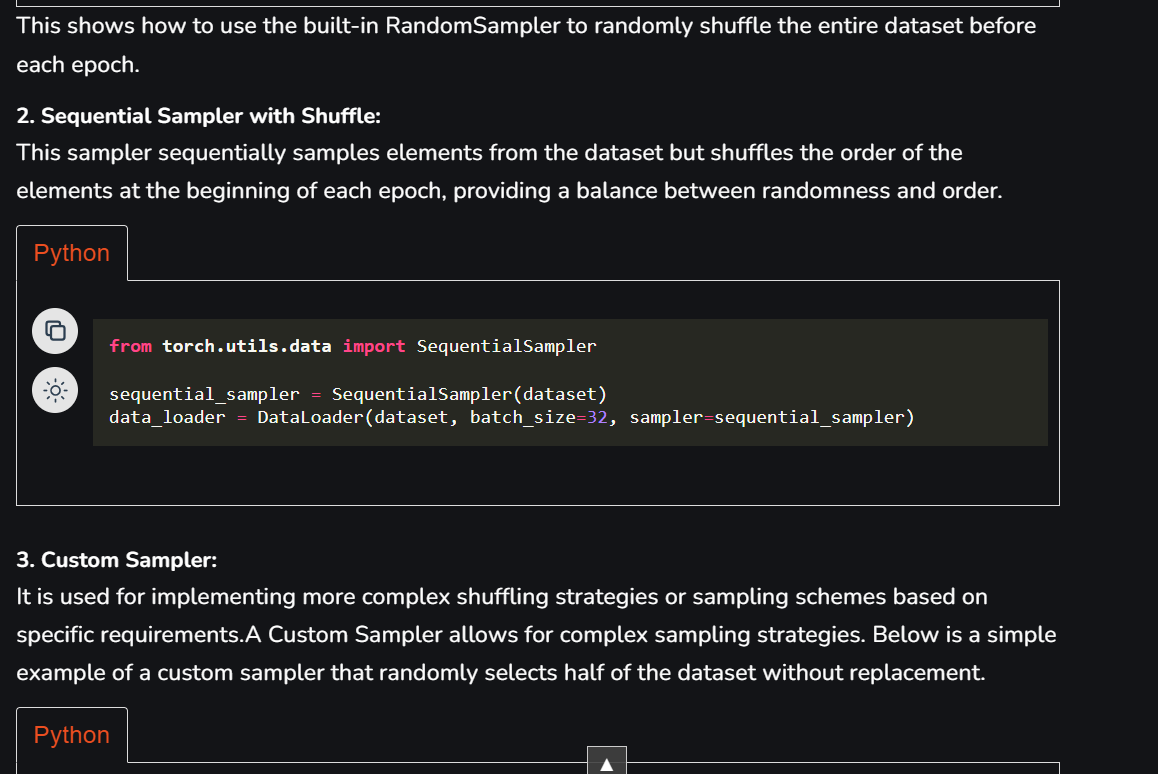 This shows how to use the built-in RandomSampler to randomly shuffle the entire dataset before
each epoch.
2. Sequential Sampler with Shuffle:
This sampler sequentially samples elements from the dataset but shuffles the order of the
elements at the beginning of each epoch, providing a balance between randomness and order.
Python
from torch.utils.data import SequentialSampler
sequential_sampler = SequentialSampler(dataset)
data_loader = DataLoader(dataset, batch_size=32, sampler=sequential_sampler)
3. Custom Sampler:
It is used for implementing more complex shuffling strategies or sampling schemes based on
specific requirements.A Custom Sampler allows for complex sampling strategies. Below is a simple
example of a custom sampler that randomly selects half of the dataset without replacement.
Python